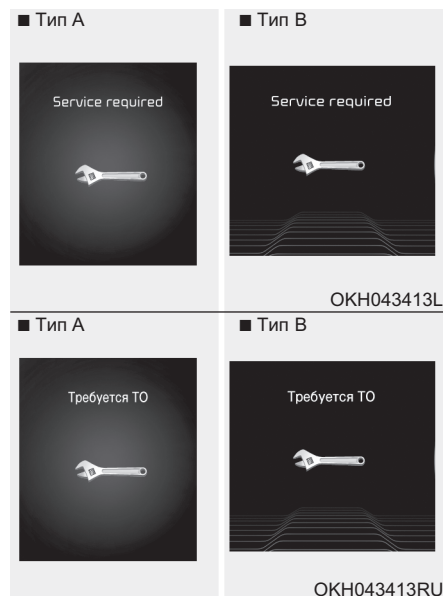 ■ Тип A ■ Тип B
Service required Service required
OKH043413L
■ Тип A ■ Тип B
Требуется ТО Требуется ТО
OKH043413RU